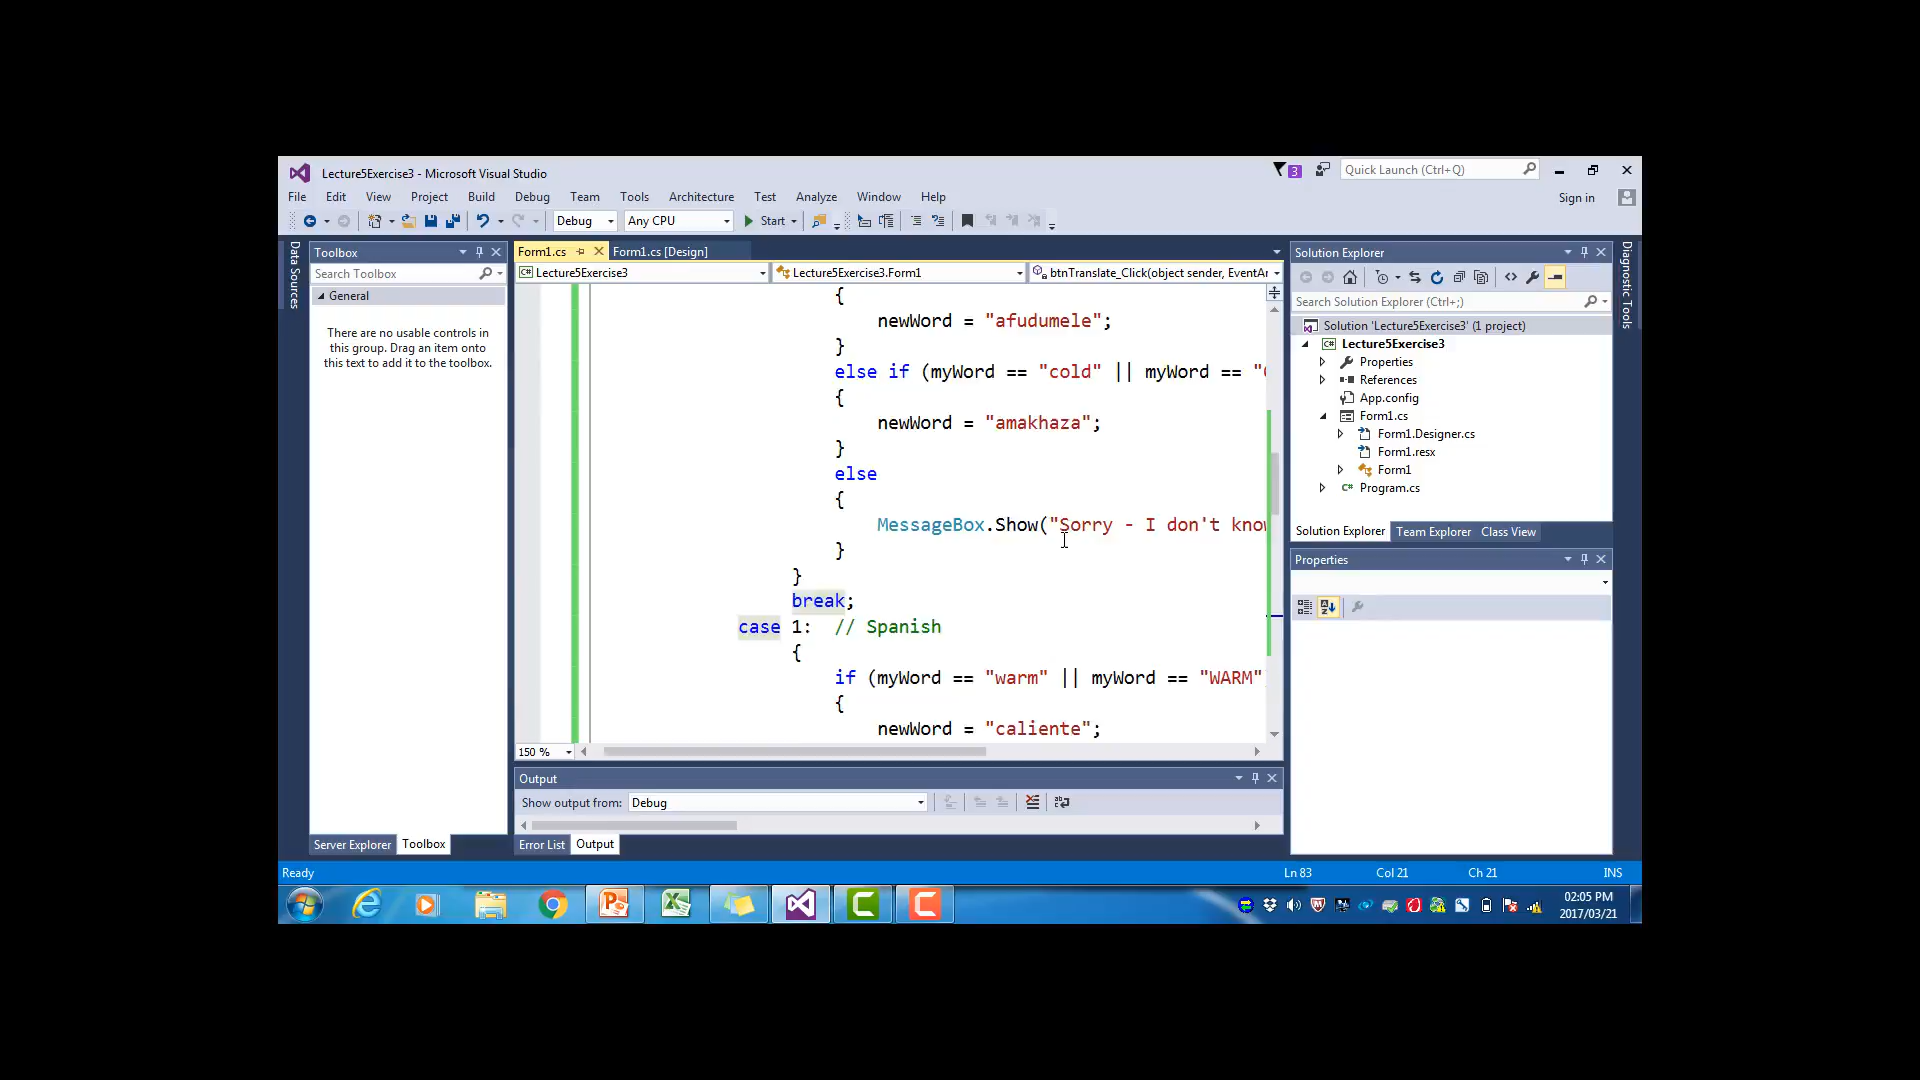 Lecture5Exercise3 - Microsoft Visual Studio
3
Quick Launch (Ctrl+Q)
File Edit View Project Build Debug Team Tools Architecture Test Analyze Window Help
Sign in
Debug Any CPU Start
Data Sources
Toolbox
Search Toolbox
General
There are no usable controls in
this group. Drag an item onto
this text to add it to the toolbox.
Server Explorer Toolbox
Form1.cs Form1.cs [Design]
Lecture5Exercise3 Lecture5Exercise3.Form1 btnTranslate_Click(object sender, EventAr
{
newWord = "afudumele";
}
else if (myWord == "cold" || myWord == "
{
newWord = "amakhaza";
}
else
{
MessageBox.Show("Sorry - I don't know
}
}
break;
case 1: // Spanish
{
if (myWord == "warm" || myWord == "WARM"
{
newWord = "caliente";
150 %
Output
Show output from: Debug
Error List Output
Solution Explorer
Search Solution Explorer (Ctrl+;)
Solution 'Lecture5Exercise3' (1 project)
C# Lecture5Exercise3
Properties
References
App.config
Form1.cs
Form1.Designer.cs
Form1.resx
Form1
C# Program.cs
Solution Explorer Team Explorer Class View
Properties
Diagnostic Tools
Ready Ln 83 Col 21 Ch 21 INS
02:05 PM
2017/03/21